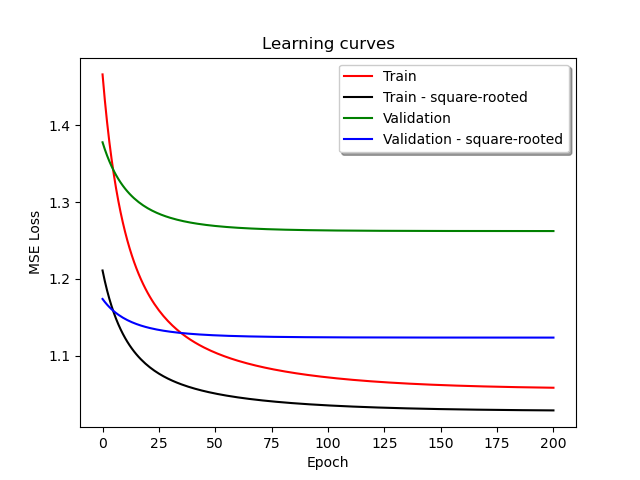 Learning curves
Train
Train - square-rooted
Validation
Validation - square-rooted
MSE Loss
1.4
1.3
1.2
1.1
0 25 50 75 100 125 150 175 200
Epoch